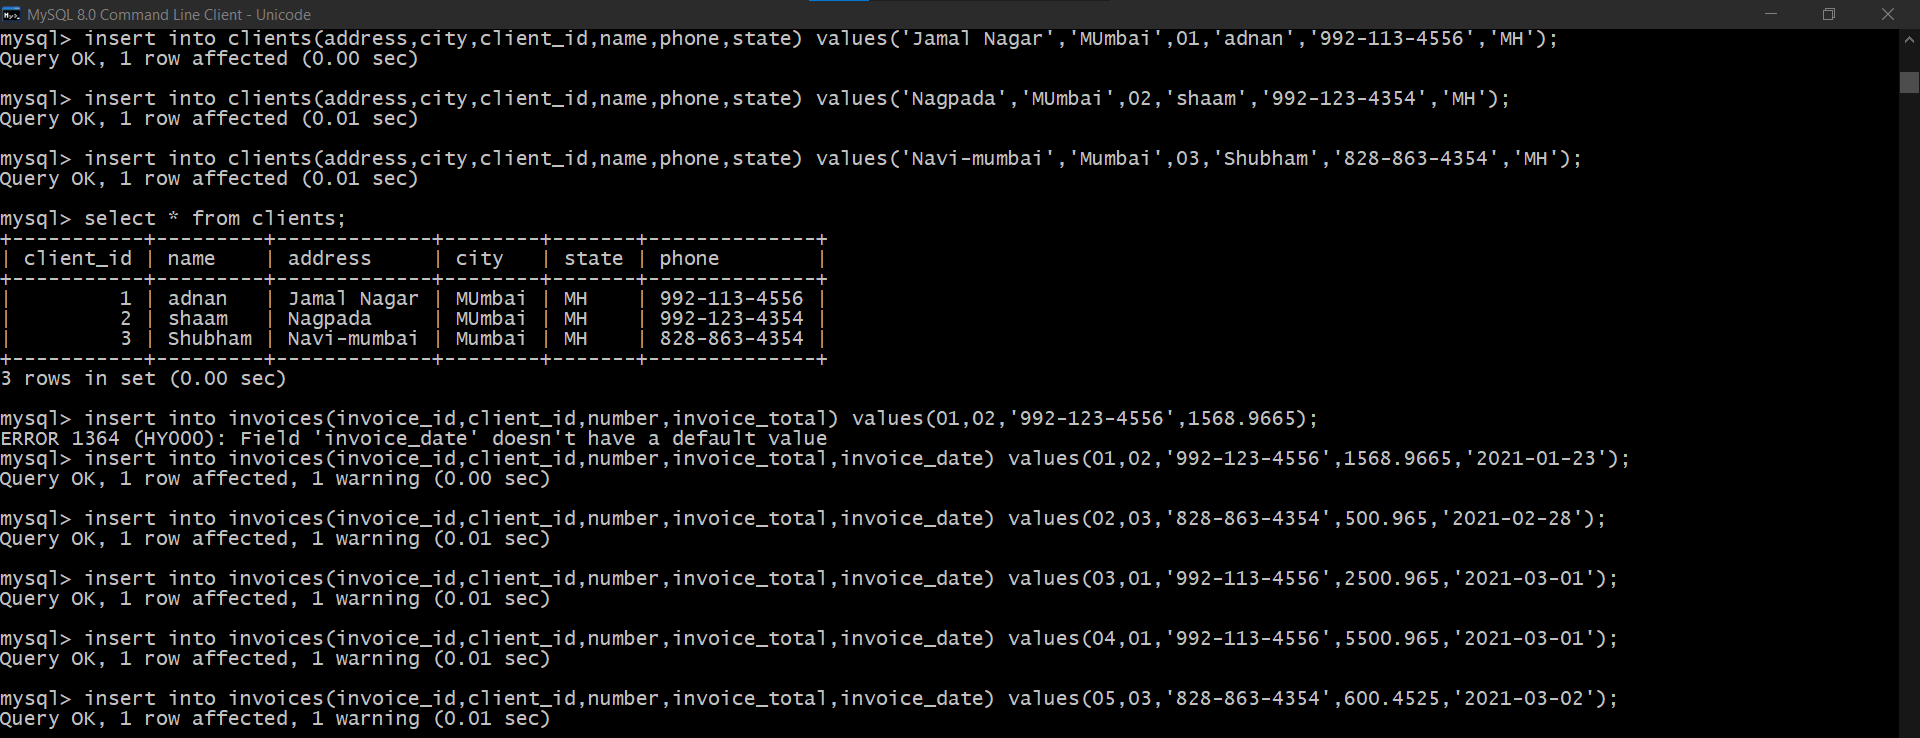 MySQL 8.0 Command Line Client - Unicode
mysql> insert into clients(address,city,client_id,name,phone,state) values('Jamal Nagar','MUmbai',01,'adnan','992-113-4556','MH');
Query OK, 1 row affected (0.00 sec)
mysql> insert into clients(address,city,client_id,name,phone,state) values('Nagpada','MUmbai',02,'shaam','992-123-4354','MH');
Query OK, 1 row affected (0.01 sec)
mysql> insert into clients(address,city,client_id,name,phone,state) values('Navi-mumbai','Mumbai',03,'Shubham','828-863-4354','MH');
Query OK, 1 row affected (0.01 sec)
mysql> select * from clients;
+-----------+---------+-------------+--------+-------+--------------+
| client_id | name    | address     | city   | state | phone        |
+-----------+---------+-------------+--------+-------+--------------+
|         1 | adnan   | Jamal Nagar | MUmbai | MH    | 992-113-4556 |
|         2 | shaam   | Nagpada     | MUmbai | MH    | 992-123-4354 |
|         3 | Shubham | Navi-mumbai | Mumbai | MH    | 828-863-4354 |
+-----------+---------+-------------+--------+-------+--------------+
3 rows in set (0.00 sec)
mysql> insert into invoices(invoice_id,client_id,number,invoice_total) values(01,02,'992-123-4556',1568.9665);
ERROR 1364 (HY000): Field 'invoice_date' doesn't have a default value
mysql> insert into invoices(invoice_id,client_id,number,invoice_total,invoice_date) values(01,02,'992-123-4556',1568.9665,'2021-01-23');
Query OK, 1 row affected, 1 warning (0.00 sec)
mysql> insert into invoices(invoice_id,client_id,number,invoice_total,invoice_date) values(02,03,'828-863-4354',500.965,'2021-02-28');
Query OK, 1 row affected, 1 warning (0.01 sec)
mysql> insert into invoices(invoice_id,client_id,number,invoice_total,invoice_date) values(03,01,'992-113-4556',2500.965,'2021-03-01');
Query OK, 1 row affected, 1 warning (0.01 sec)
mysql> insert into invoices(invoice_id,client_id,number,invoice_total,invoice_date) values(04,01,'992-113-4556',5500.965,'2021-03-01');
Query OK, 1 row affected, 1 warning (0.01 sec)
mysql> insert into invoices(invoice_id,client_id,number,invoice_total,invoice_date) values(05,03,'828-863-4354',600.4525,'2021-03-02');
Query OK, 1 row affected, 1 warning (0.01 sec)